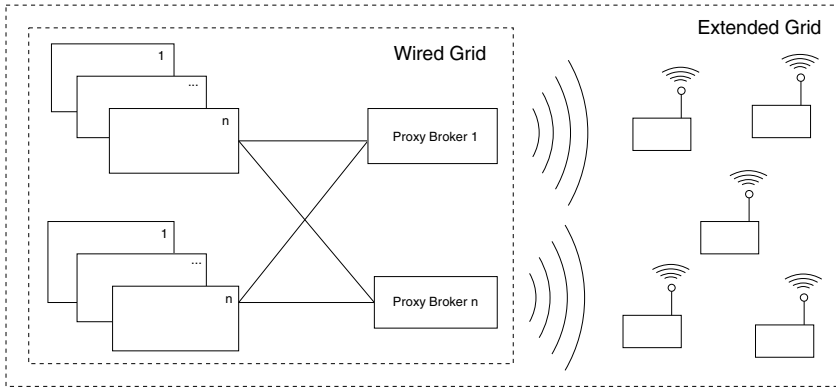 Extended Grid
Wired Grid
1
...
n
Proxy Broker 1
1
...
n
Proxy Broker n